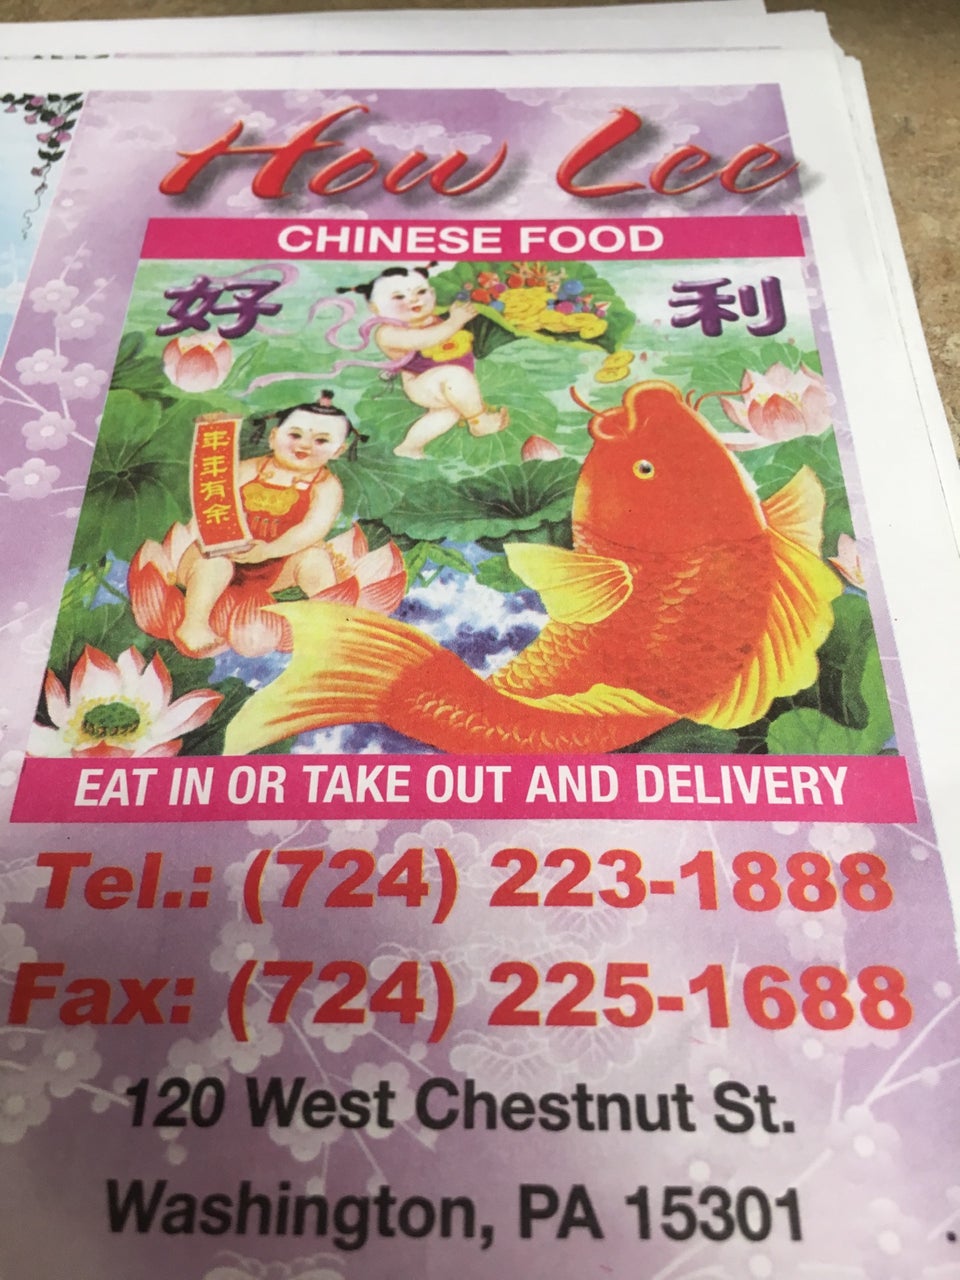 How Lee
CHINESE FOOD
好利
年年有余
EAT IN OR TAKE OUT AND DELIVERY
Tel.: (724) 223-1888
Fax: (724) 225-1688
120 West Chestnut St.
Washington, PA 15301